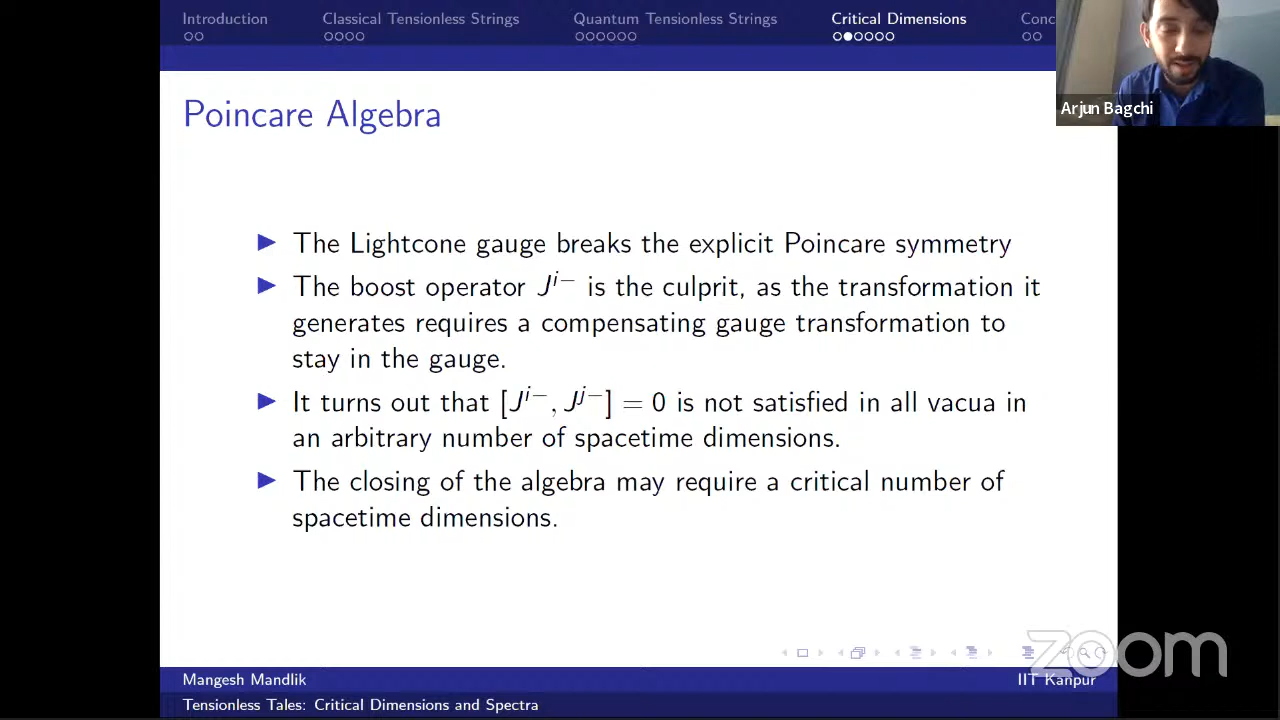 Introduction
Classical Tensionless Strings
Quantum Tensionless Strings
Critical Dimensions
Conc
Arjun Bagchi
Poincare Algebra
▶ The Lightcone gauge breaks the explicit Poincare symmetry
▶ The boost operator J^{i−} is the culprit, as the transformation it
generates requires a compensating gauge transformation to
stay in the gauge.
▶ It turns out that [J^{i−}, J^{j−}] = 0 is not satisfied in all vacua in
an arbitrary number of spacetime dimensions.
▶ The closing of the algebra may require a critical number of
spacetime dimensions.
zoom
Mangesh Mandlik
IIT Kanpur
Tensionless Tales: Critical Dimensions and Spectra